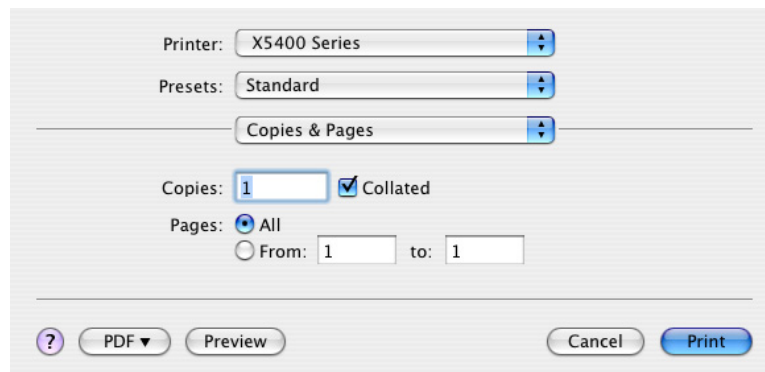 Printer: X5400 Series
Presets: Standard
Copies & Pages
Copies: 1 Collated
Pages: All
From: 1 to: 1
? PDF▼ Preview Cancel Print